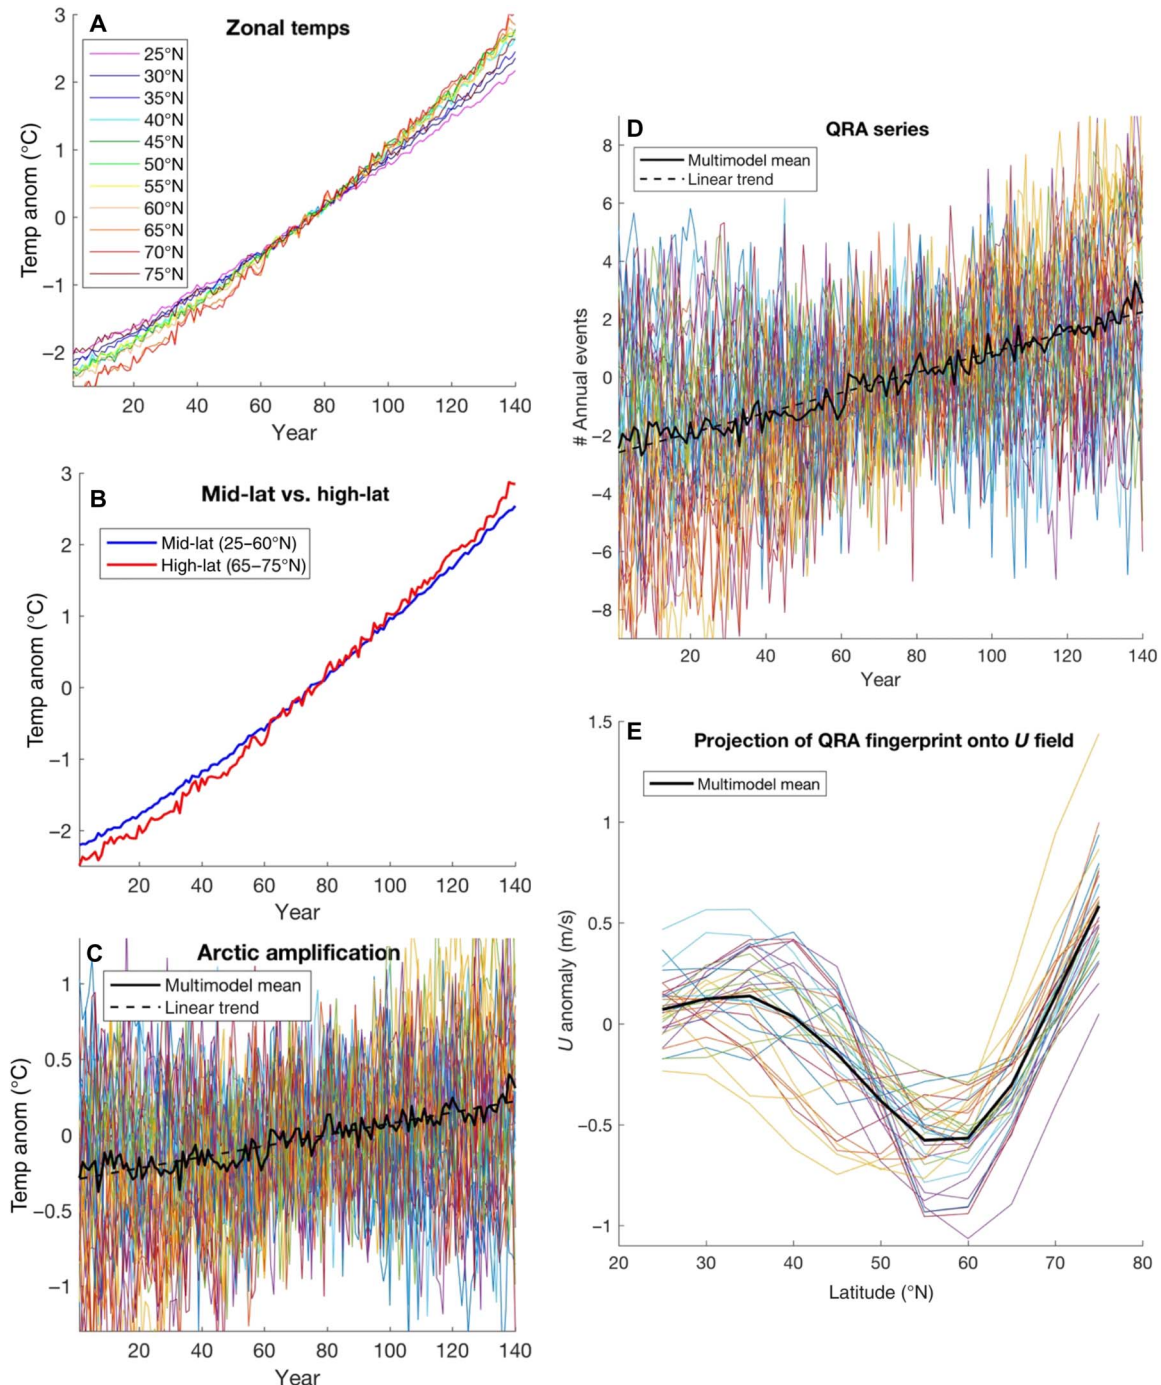 A
Zonal temps
3
2
1
0
−1
−2
Temp anom (°C)
25°N
30°N
35°N
40°N
45°N
50°N
55°N
60°N
65°N
70°N
75°N
20 40 60 80 100 120 140
Year
B
Mid-lat vs. high-lat
3
2
1
0
−1
−2
Temp anom (°C)
Mid-lat (25–60°N)
High-lat (65–75°N)
20 40 60 80 100 120 140
Year
C
Arctic amplification
1
0.5
0
−0.5
−1
Temp anom (°C)
Multimodel mean
Linear trend
20 40 60 80 100 120 140
Year
D
QRA series
8
6
4
2
0
−2
−4
−6
−8
# Annual events
Multimodel mean
Linear trend
20 40 60 80 100 120 140
Year
E
Projection of QRA fingerprint onto U field
1.5
1
0.5
0
−0.5
−1
U anomaly (m/s)
Multimodel mean
20 30 40 50 60 70 80
Latitude (°N)